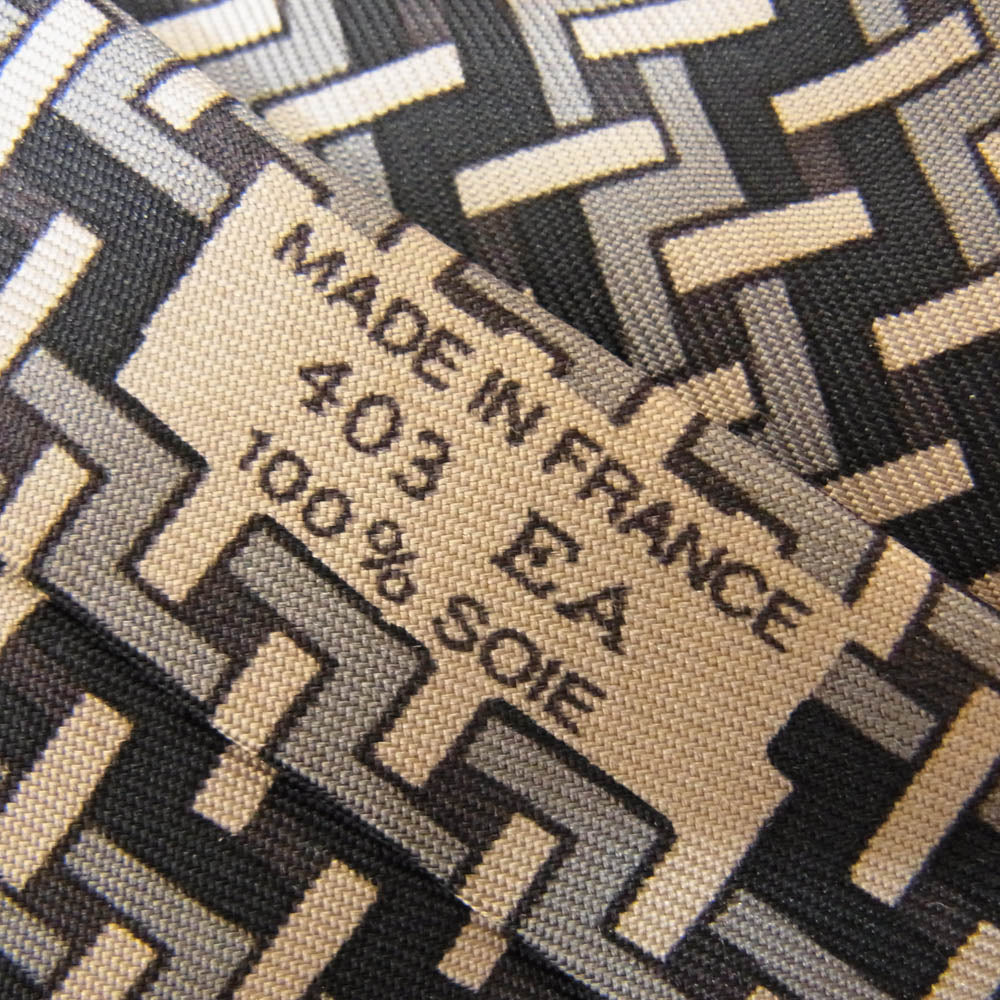 MADE IN FRANCE
403 EA
100% SOIE